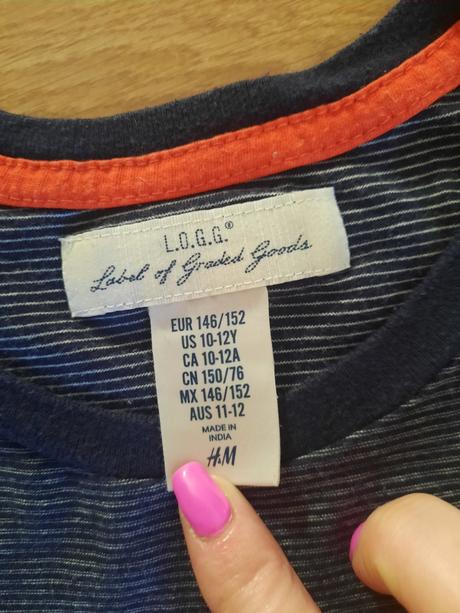 L.O.G.G.®
Label of Graded Goods
EUR 146/152
US 10-12Y
CA 10-12A
CN 150/76
MX 146/152
AUS 11-12
MADE IN
INDIA
H&M